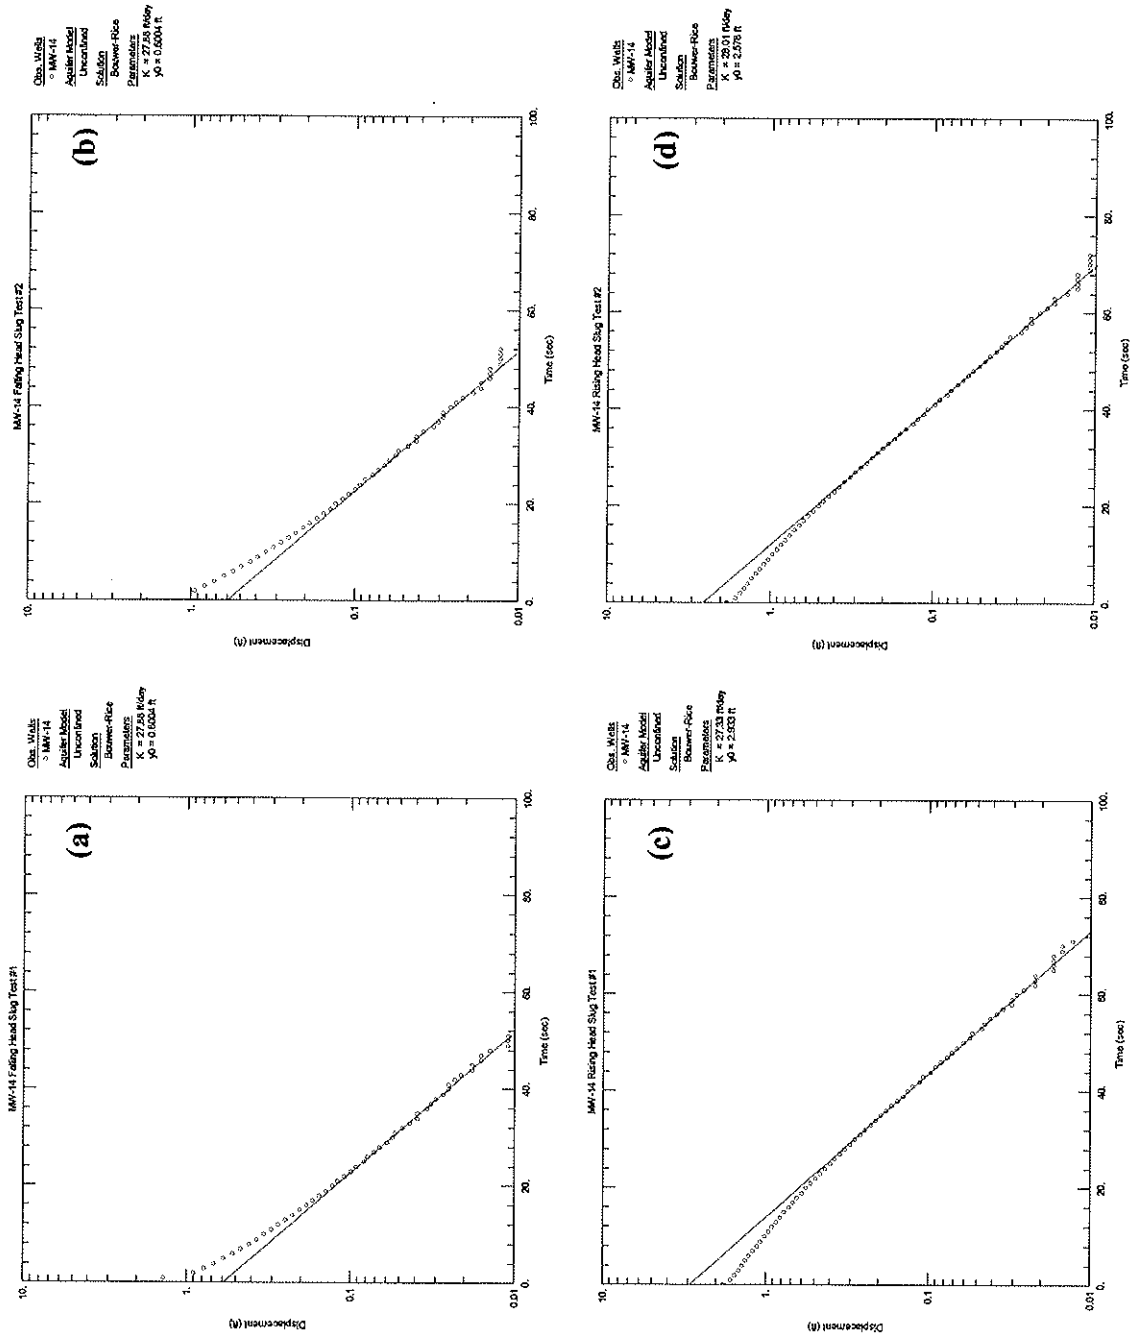 MW-14 Falling Head Slug Test #1
(a)
Displacement (ft)
10.
1.
0.1
0.01
0.
20.
40.
60.
80.
100.
Time (sec)
Obs. Wells
○ MW-14
Aquifer Model
Unconfined
Solution
Bouwer-Rice
Parameters
K = 27.58 ft/day
y0 = 0.6004 ft
MW-14 Falling Head Slug Test #2
(b)
Displacement (ft)
10.
1.
0.1
0.01
0.
20.
40.
60.
80.
100.
Time (sec)
Obs. Wells
○ MW-14
Aquifer Model
Unconfined
Solution
Bouwer-Rice
Parameters
K = 27.58 ft/day
y0 = 0.6004 ft
MW-14 Rising Head Slug Test #1
(c)
Displacement (ft)
10.
1.
0.1
0.01
0.
20.
40.
60.
80.
100.
Time (sec)
Obs. Wells
○ MW-14
Aquifer Model
Unconfined
Solution
Bouwer-Rice
Parameters
K = 27.33 ft/day
y0 = 2.933 ft
MW-14 Rising Head Slug Test #2
(d)
Displacement (ft)
10.
1.
0.1
0.01
0.
20.
40.
60.
80.
100.
Time (sec)
Obs. Wells
○ MW-14
Aquifer Model
Unconfined
Solution
Bouwer-Rice
Parameters
K = 28.01 ft/day
y0 = 2.578 ft